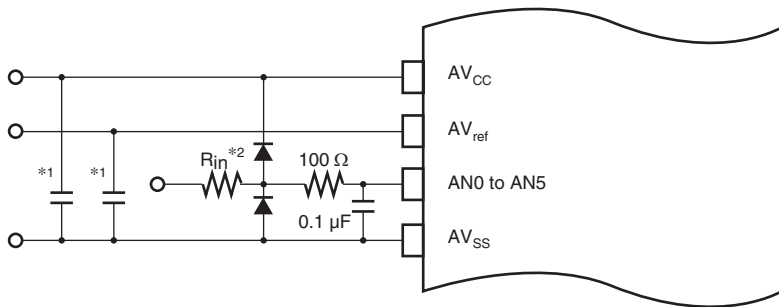 AVCC
AVref
*1
*1
Rin*2
100 Ω
AN0 to AN5
0.1 µF
AVSS